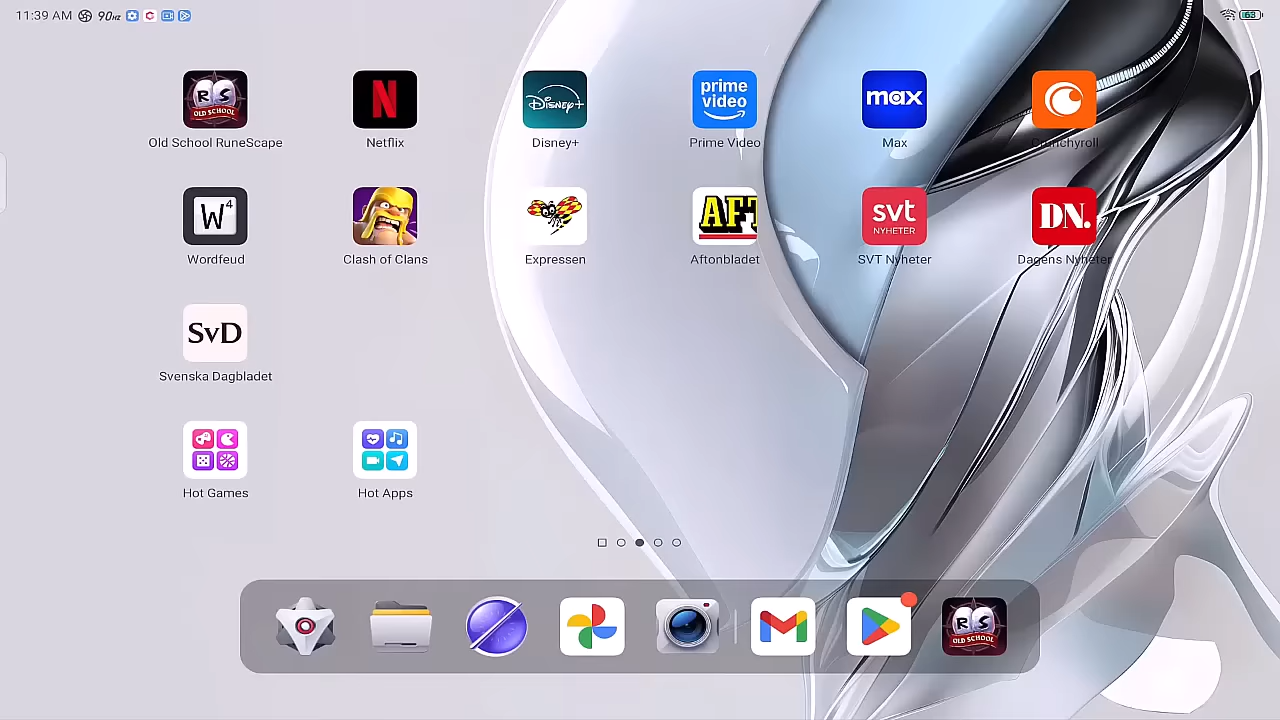 11:39 AM 90HZ 63
RS
OLD SCHOOL
N
Disney+
prime
video
max
Old School RuneScape Netflix Disney+ Prime Video Max Crunchyroll
W4
AFT
svt
NYHETER
DN.
Wordfeud Clash of Clans Expressen Aftonbladet SVT Nyheter Dagens Nyheter
SvD
Svenska Dagbladet
Hot Games Hot Apps
RS
OLD SCHOOL